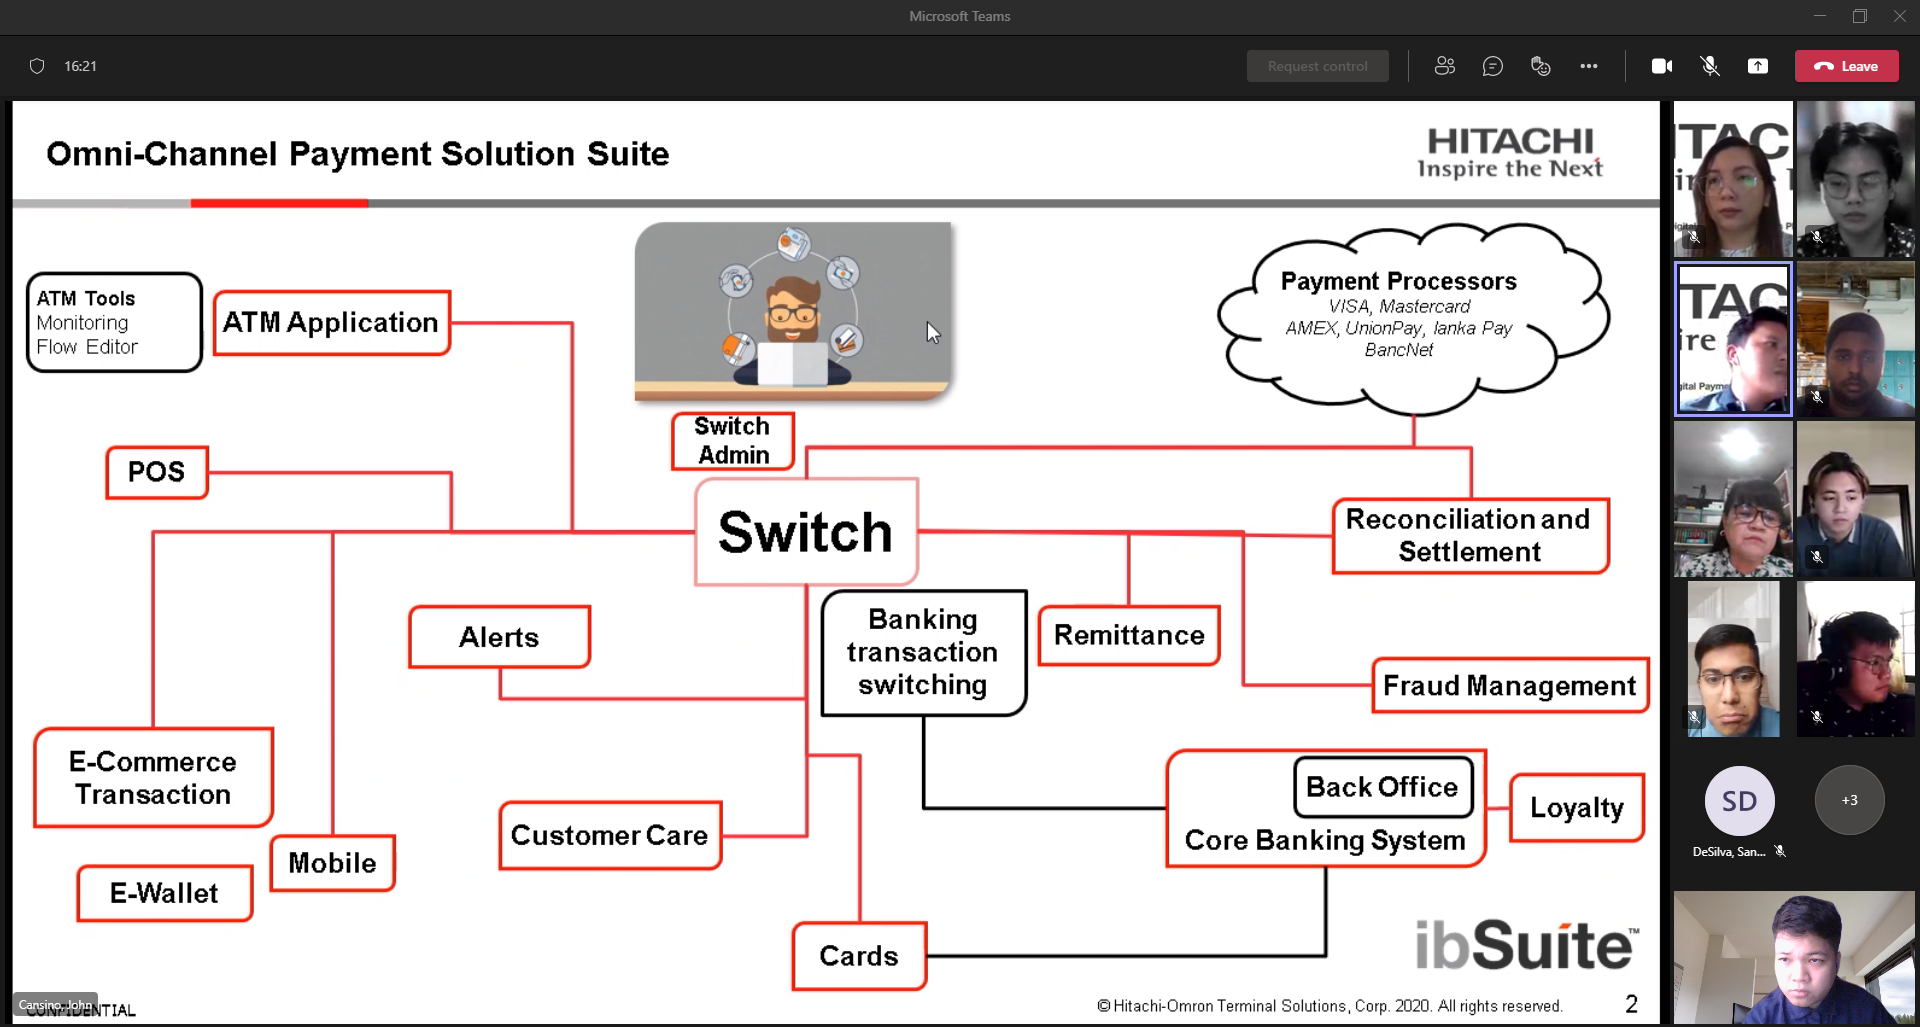 Microsoft Teams
16:21
Request control
Leave
Omni-Channel Payment Solution Suite
HITACHI
Inspire the Next
ATM Tools
Monitoring
Flow Editor
ATM Application
Payment Processors
VISA, Mastercard
AMEX, UnionPay, lanka Pay
BancNet
Switch
Admin
POS
Switch
Reconciliation and
Settlement
Alerts
Banking
transaction
switching
Remittance
Fraud Management
E-Commerce
Transaction
Back Office
Core Banking System
Loyalty
Customer Care
Mobile
E-Wallet
Cards
ibSuite™
Cansino, John
CONFIDENTIAL
© Hitachi-Omron Terminal Solutions, Corp. 2020. All rights reserved.
2
SD
+3
DeSilva, San...